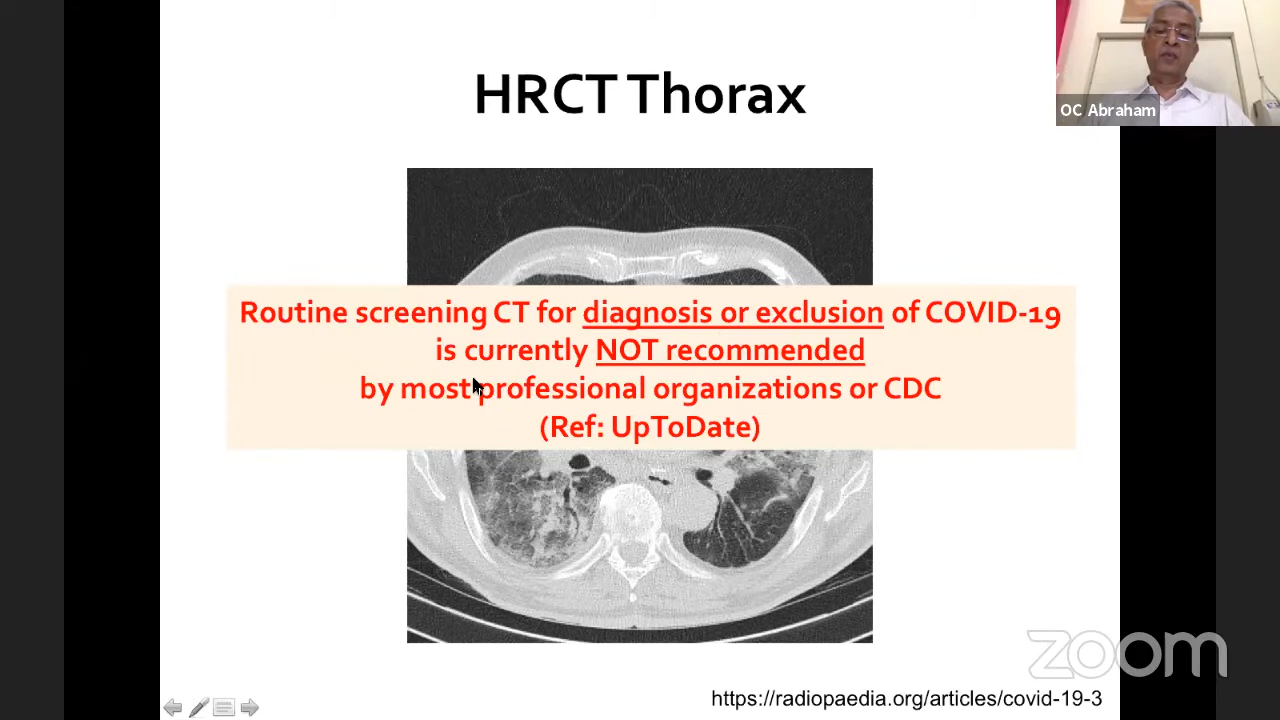 HRCT Thorax
OC Abraham
Routine screening CT for diagnosis or exclusion of COVID-19
is currently NOT recommended
by most professional organizations or CDC
(Ref: UpToDate)
zoom
https://radiopaedia.org/articles/covid-19-3